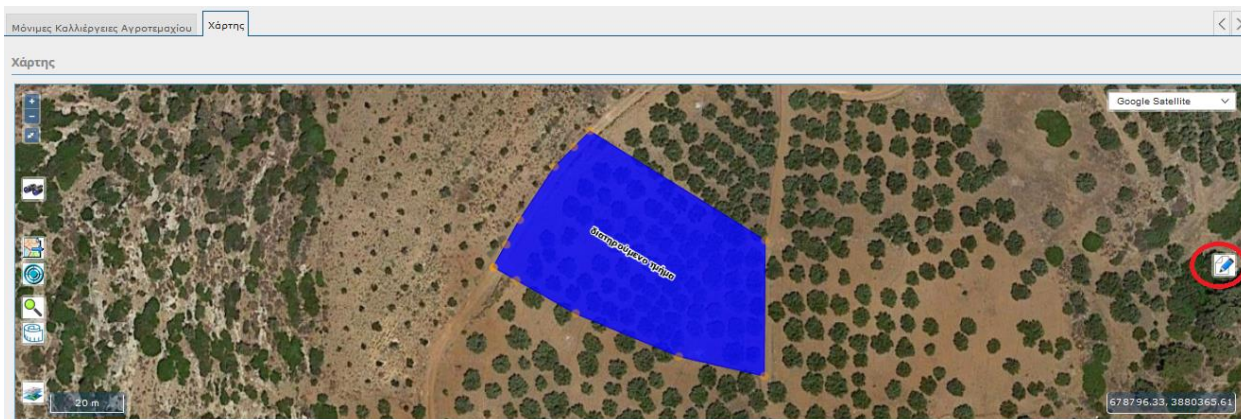 Μόνιμες Καλλιέργειες Αγροτεμαχίου
Χάρτης
Χάρτης
Google Satellite
διατηρούμενο τμήμα
20 m
678796.33, 3880365.61